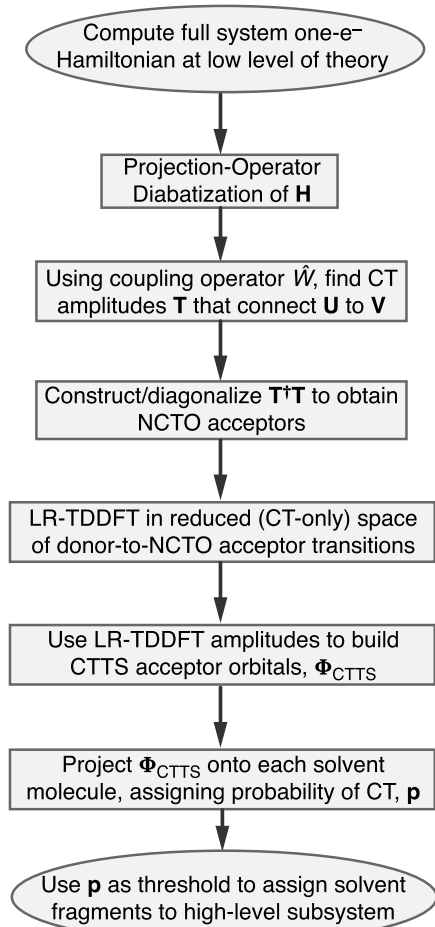 Compute full system one-e⁻
Hamiltonian at low level of theory
Projection-Operator
Diabatization of H
Using coupling operator Ŵ, find CT
amplitudes T that connect U to V
Construct/diagonalize T†T to obtain
NCTO acceptors
LR-TDDFT in reduced (CT-only) space
of donor-to-NCTO acceptor transitions
Use LR-TDDFT amplitudes to build
CTTS acceptor orbitals, Φ_CTTS
Project Φ_CTTS onto each solvent
molecule, assigning probability of CT, p
Use p as threshold to assign solvent
fragments to high-level subsystem